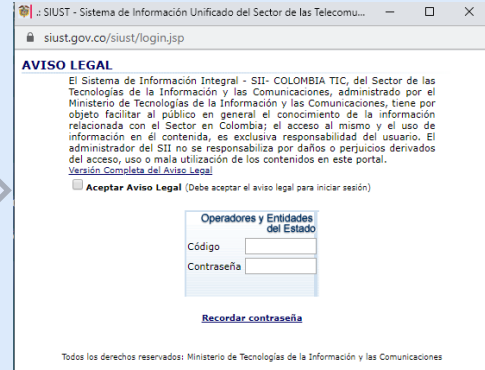 .: SIUST - Sistema de Información Unificado del Sector de las Telecomu...
siust.gov.co/siust/login.jsp
AVISO LEGAL
El Sistema de Información Integral - SII- COLOMBIA TIC, del Sector de las
Tecnologías de la Información y las Comunicaciones, administrado por el
Ministerio de Tecnologías de la Información y las Comunicaciones, tiene por
objeto facilitar al público en general el conocimiento de la información
relacionada con el Sector en Colombia; el acceso al mismo y el uso de
información en él contenida, es exclusiva responsabilidad del usuario. El
administrador del SII no se responsabiliza por daños o perjuicios derivados
del acceso, uso o mala utilización de los contenidos en este portal.
Versión Completa del Aviso Legal
Aceptar Aviso Legal (Debe aceptar el aviso legal para iniciar sesión)
Operadores y Entidades
del Estado
Código
Contraseña
Recordar contraseña
Todos los derechos reservados: Ministerio de Tecnologías de la Información y las Comunicaciones